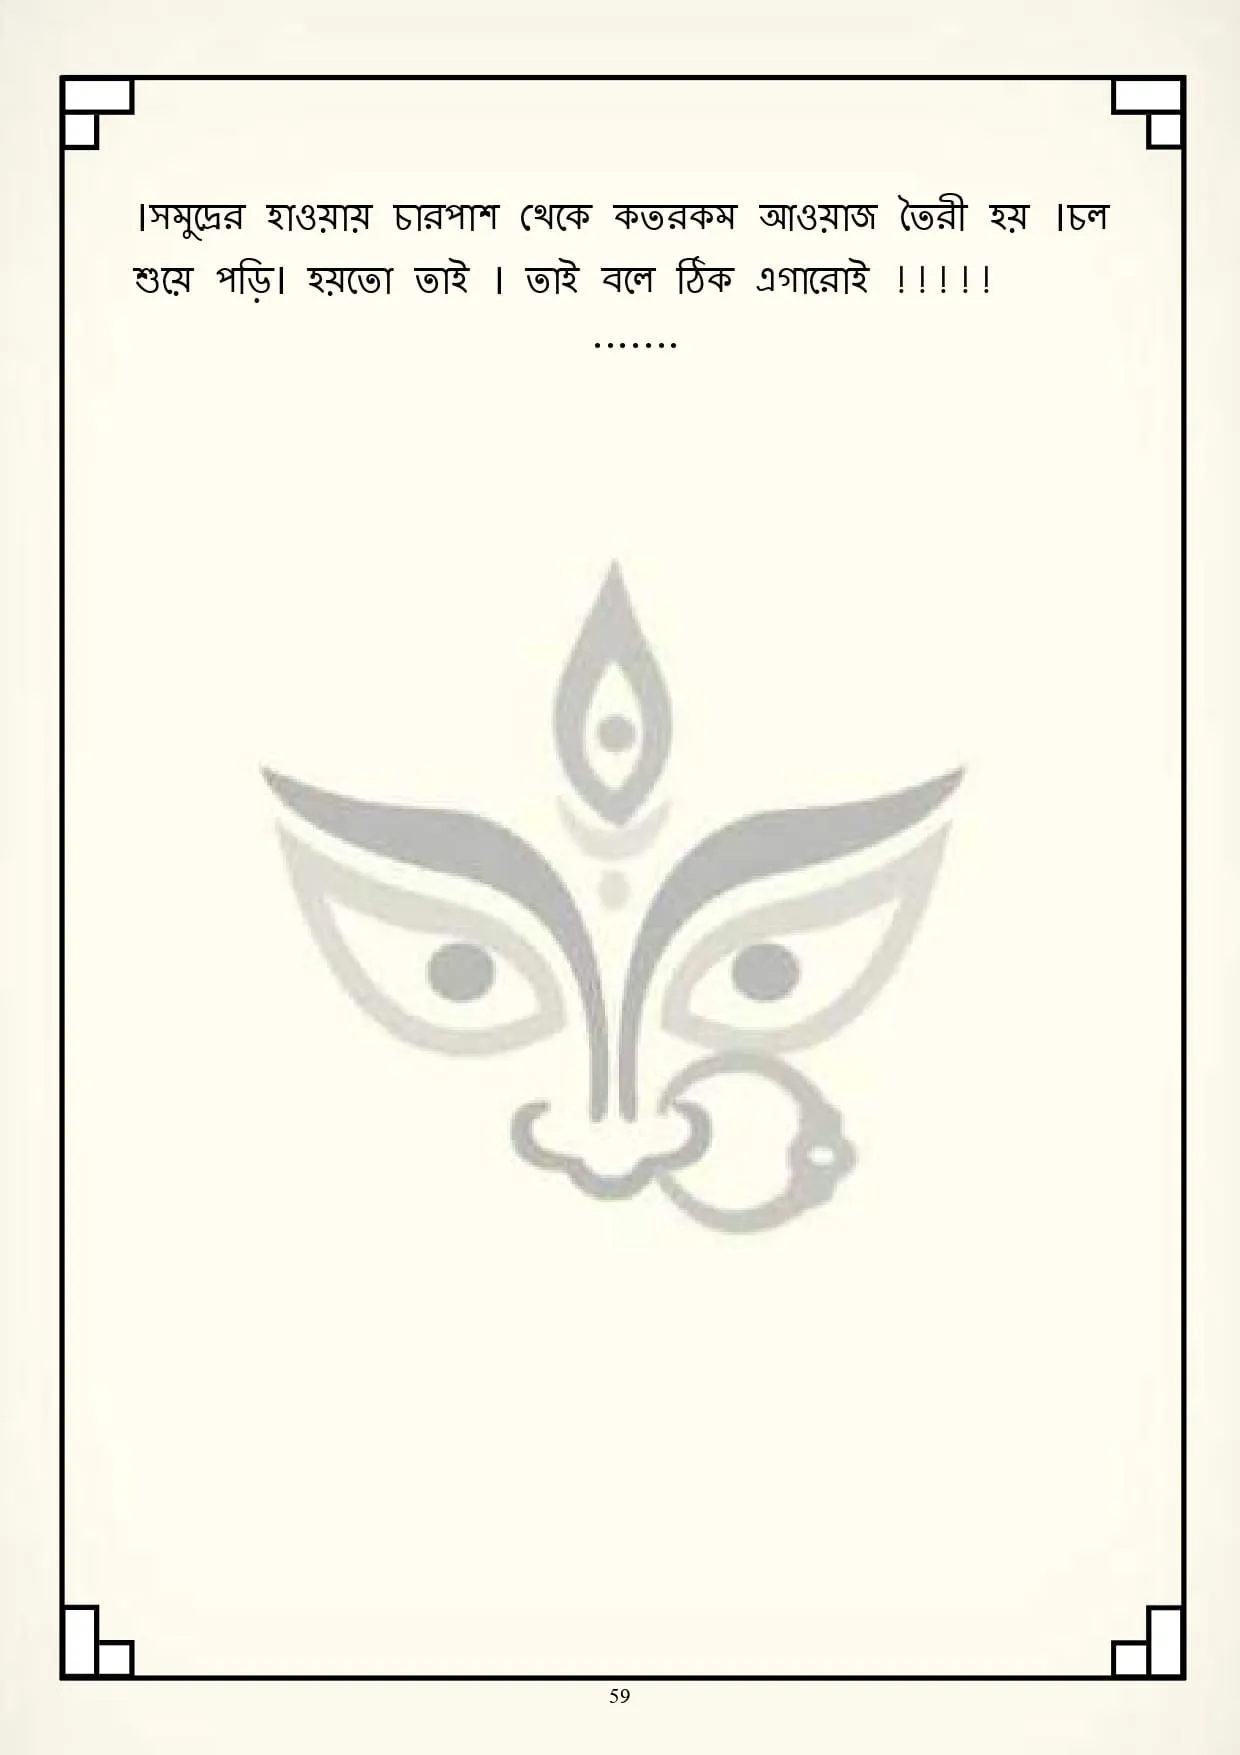 ।সমুদ্রের হাওয়ায় চারপাশ থেকে কতরকম আওয়াজ তৈরী হয় ।চল
শুয়ে পড়ি। হয়তো তাই । তাই বলে ঠিক এগারোই !!!!!
.......
59